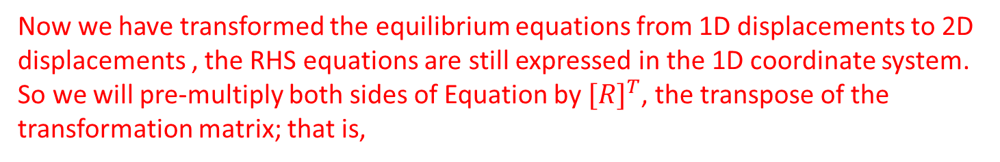 Now we have transformed the equilibrium equations from 1D displacements to 2D
displacements , the RHS equations are still expressed in the 1D coordinate system.
So we will pre-multiply both sides of Equation by [R]^T, the transpose of the
transformation matrix; that is,